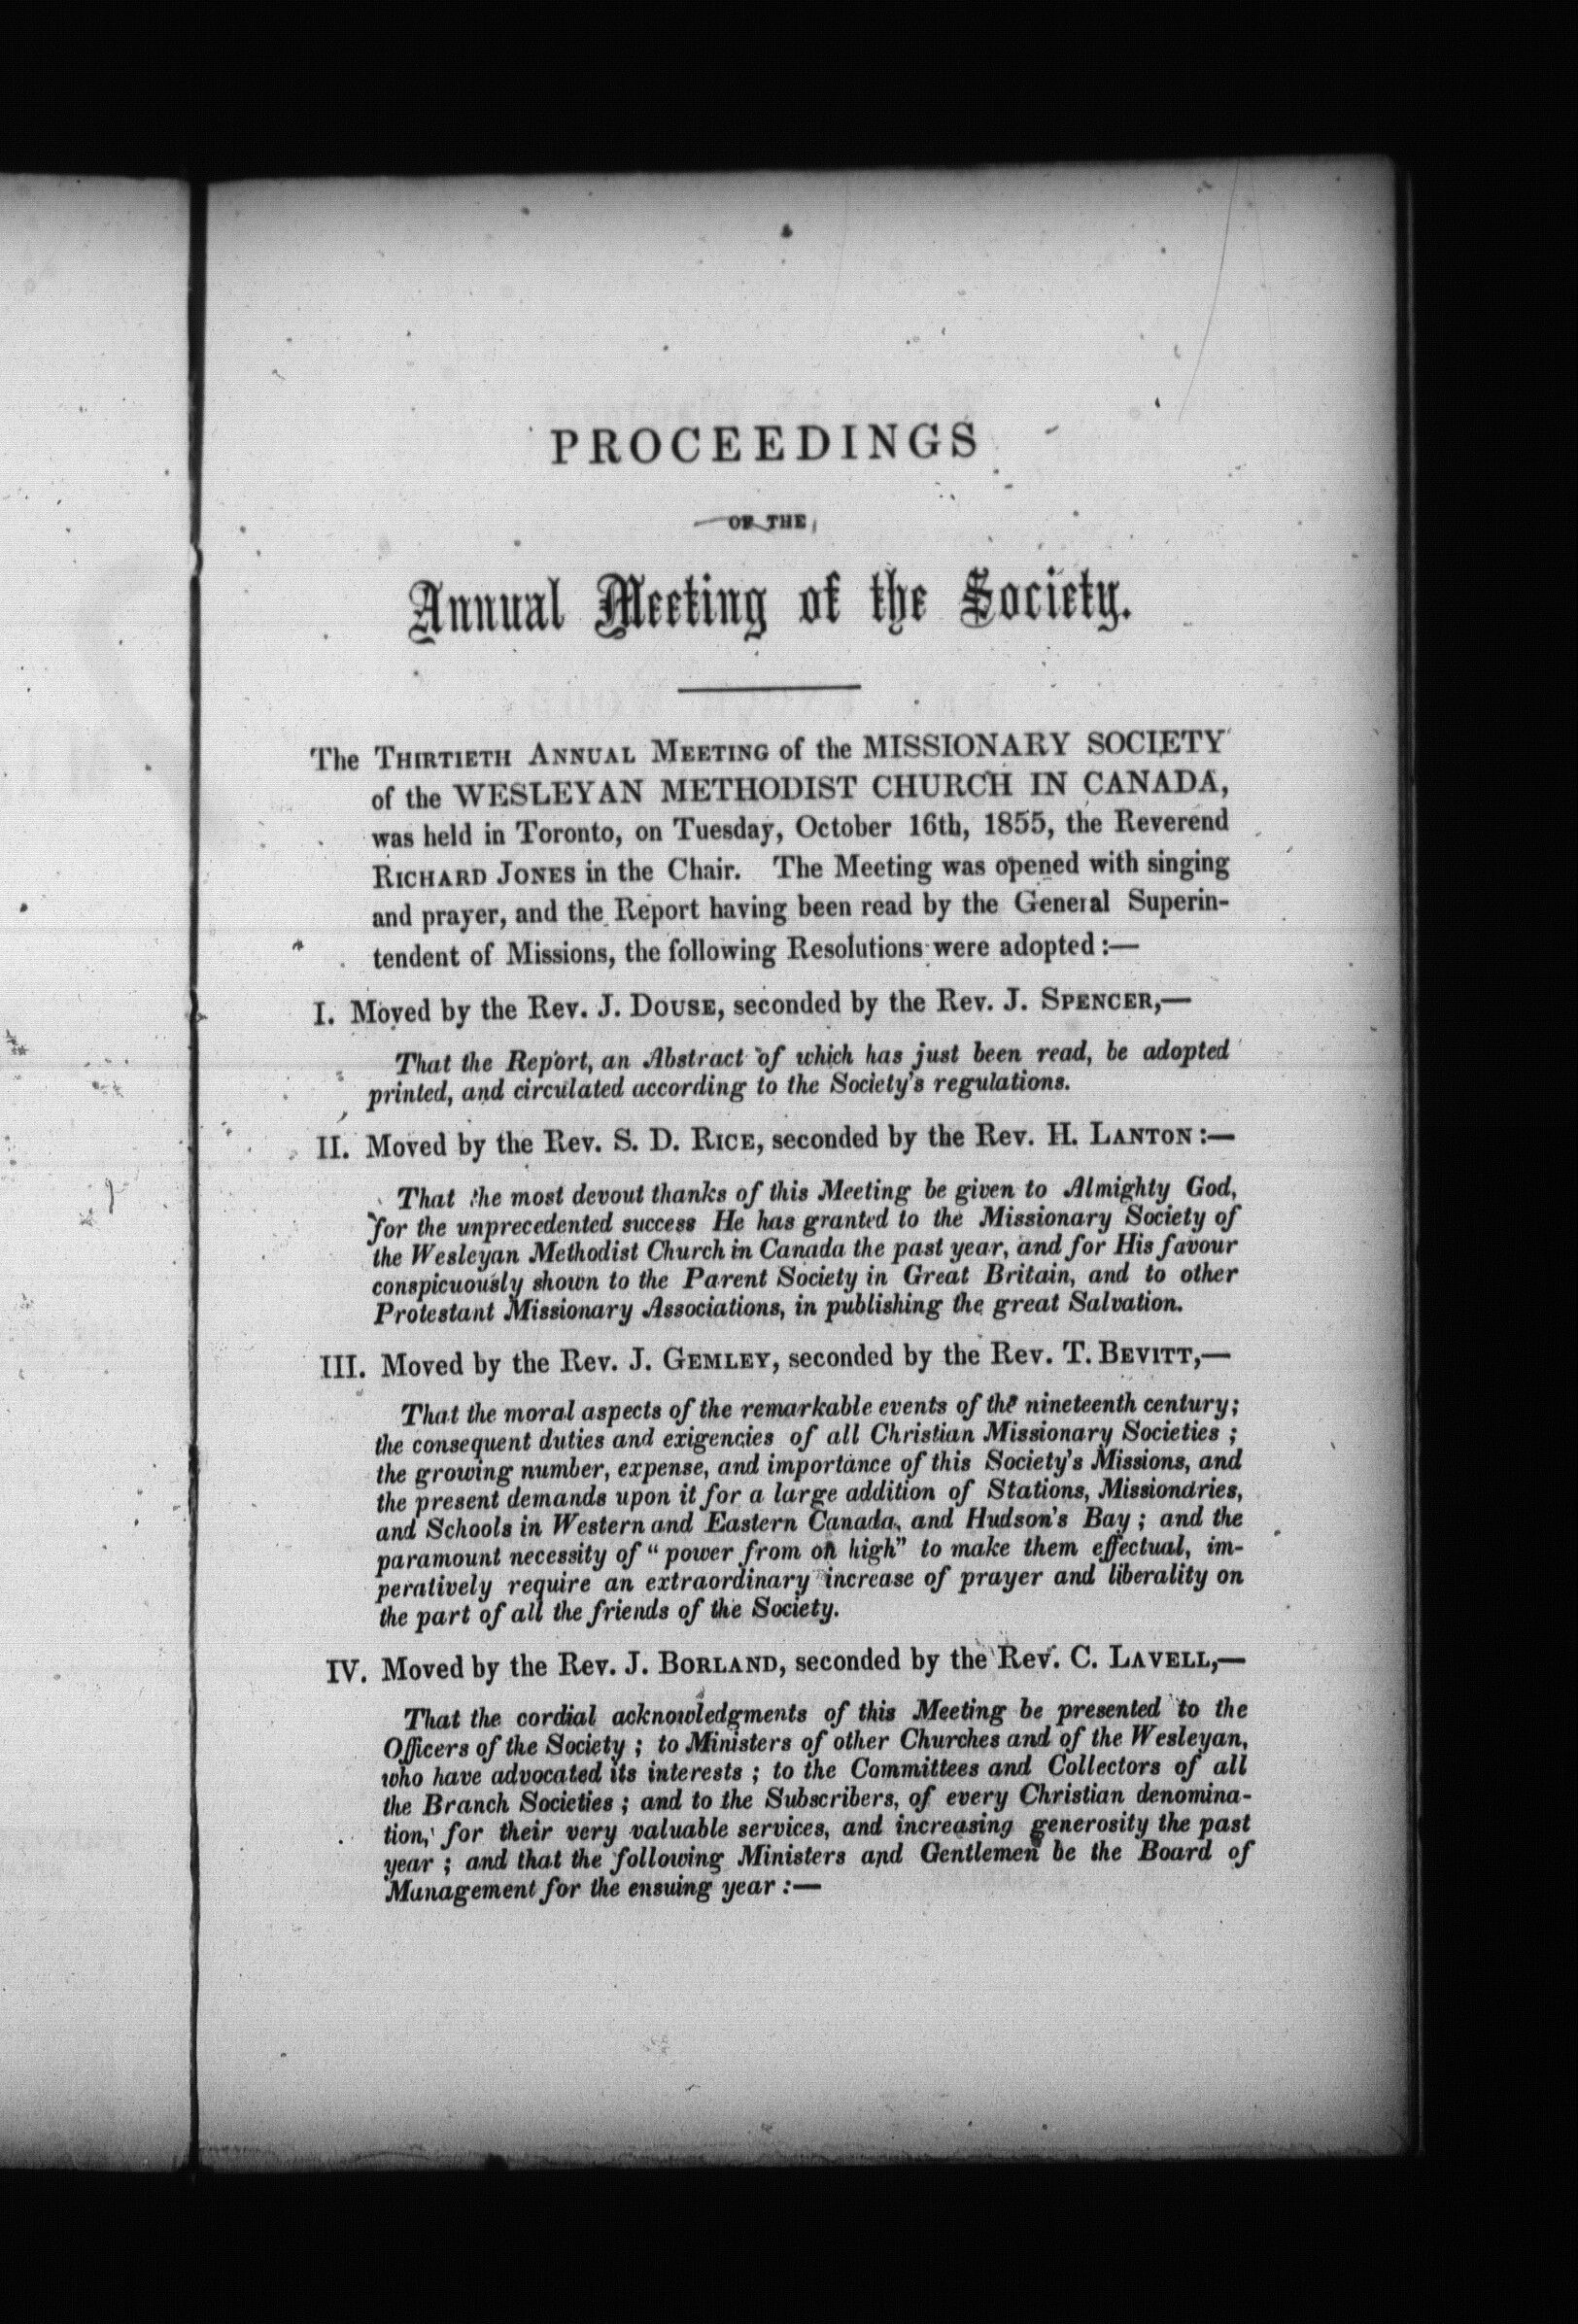 PROCEEDINGS
OF THE
Annual Meeting of the Society.
The THIRTIETH ANNUAL MEETING of the MISSIONARY SOCIETY
of the WESLEYAN METHODIST CHURCH IN CANADA,
was held in Toronto, on Tuesday, October 16th, 1855, the Reverend
RICHARD JONES in the Chair. The Meeting was opened with singing
and prayer, and the Report having been read by the General Superin-
tendent of Missions, the following Resolutions were adopted :—
I. Moved by the Rev. J. DOUSE, seconded by the Rev. J. SPENCER,—
That the Report, an Abstract of which has just been read, be adopted
printed, and circulated according to the Society's regulations.
II. Moved by the Rev. S. D. RICE, seconded by the Rev. H. LANTON :—
That the most devout thanks of this Meeting be given to Almighty God,
for the unprecedented success He has granted to the Missionary Society of
the Wesleyan Methodist Church in Canada the past year, and for His favour
conspicuously shown to the Parent Society in Great Britain, and to other
Protestant Missionary Associations, in publishing the great Salvation.
III. Moved by the Rev. J. GEMLEY, seconded by the Rev. T. BEVITT,—
That the moral aspects of the remarkable events of the nineteenth century;
the consequent duties and exigencies of all Christian Missionary Societies ;
the growing number, expense, and importance of this Society's Missions, and
the present demands upon it for a large addition of Stations, Missionaries,
and Schools in Western and Eastern Canada, and Hudson's Bay ; and the
paramount necessity of "power from on high" to make them effectual, im-
peratively require an extraordinary increase of prayer and liberality on
the part of all the friends of the Society.
IV. Moved by the Rev. J. BORLAND, seconded by the Rev. C. LAVELL,—
That the cordial acknowledgments of this Meeting be presented to the
Officers of the Society ; to Ministers of other Churches and of the Wesleyan,
who have advocated its interests ; to the Committees and Collectors of all
the Branch Societies ; and to the Subscribers, of every Christian denomina-
tion, for their very valuable services, and increasing generosity the past
year ; and that the following Ministers and Gentlemen be the Board of
Management for the ensuing year :—